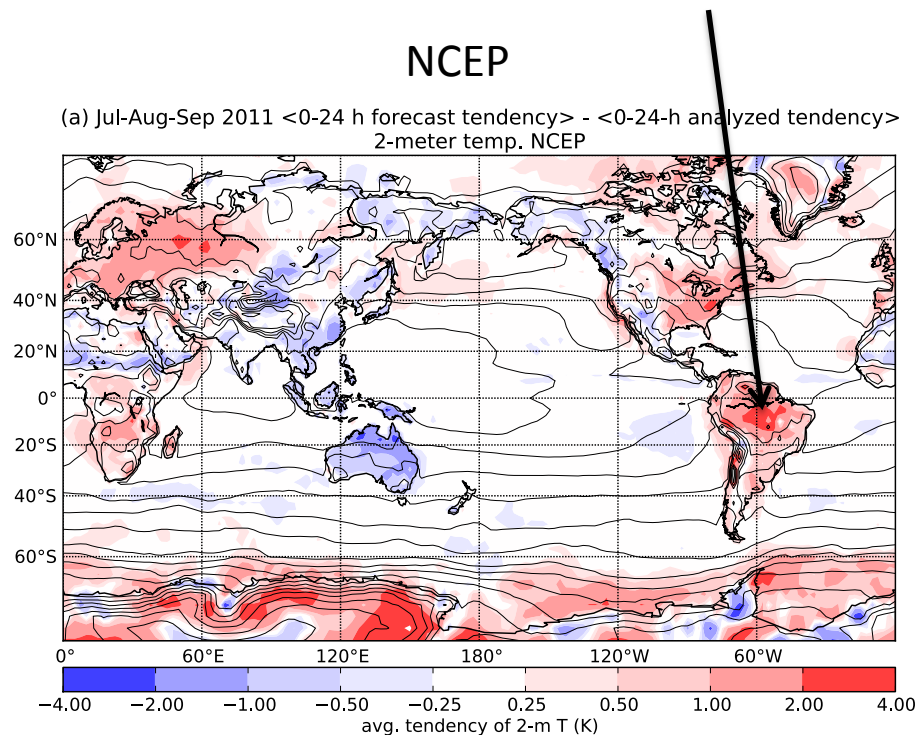 NCEP
(a) Jul-Aug-Sep 2011 <0-24 h forecast tendency> - <0-24-h analyzed tendency>
2-meter temp. NCEP
60°N
40°N
20°N
0°
20°S
40°S
60°S
0° 60°E 120°E 180° 120°W 60°W
−4.00 −2.00 −1.00 −0.50 −0.25 0.25 0.50 1.00 2.00 4.00
avg. tendency of 2-m T (K)